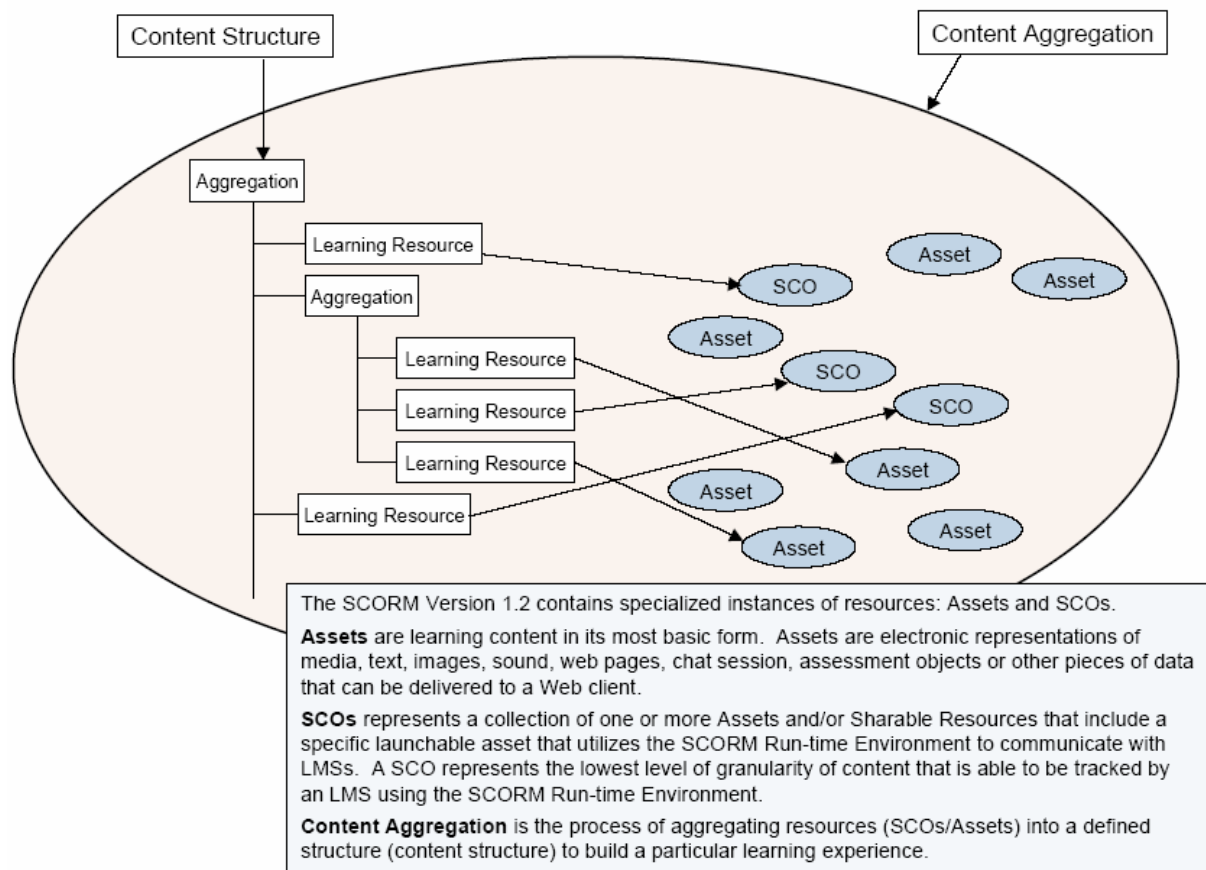 Content Structure
Content Aggregation
Aggregation
Learning Resource
Asset
Asset
SCO
Aggregation
Asset
Learning Resource
SCO
Learning Resource
SCO
Learning Resource
Asset
Asset
Learning Resource
Asset
Asset
The SCORM Version 1.2 contains specialized instances of resources: Assets and SCOs.
Assets are learning content in its most basic form. Assets are electronic representations of
media, text, images, sound, web pages, chat session, assessment objects or other pieces of data
that can be delivered to a Web client.
SCOs represents a collection of one or more Assets and/or Sharable Resources that include a
specific launchable asset that utilizes the SCORM Run-time Environment to communicate with
LMSs. A SCO represents the lowest level of granularity of content that is able to be tracked by
an LMS using the SCORM Run-time Environment.
Content Aggregation is the process of aggregating resources (SCOs/Assets) into a defined
structure (content structure) to build a particular learning experience.